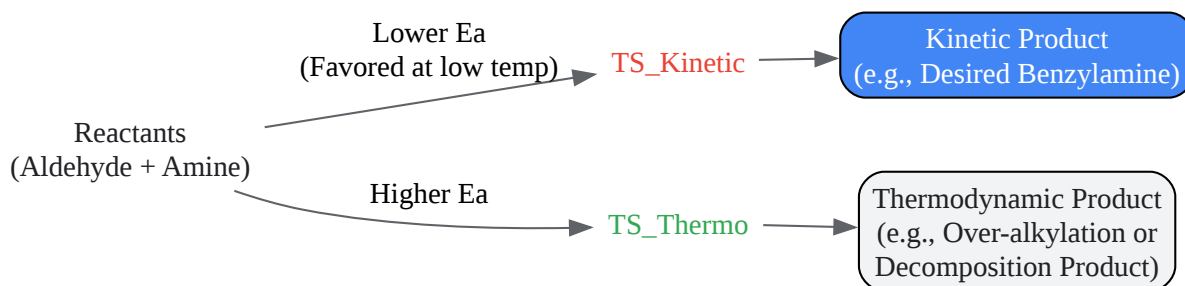 Lower Ea
(Favored at low temp)
TS_Kinetic
Kinetic Product
(e.g., Desired Benzylamine)
Reactants
(Aldehyde + Amine)
Higher Ea
TS_Thermo
Thermodynamic Product
(e.g., Over-alkylation or
Decomposition Product)